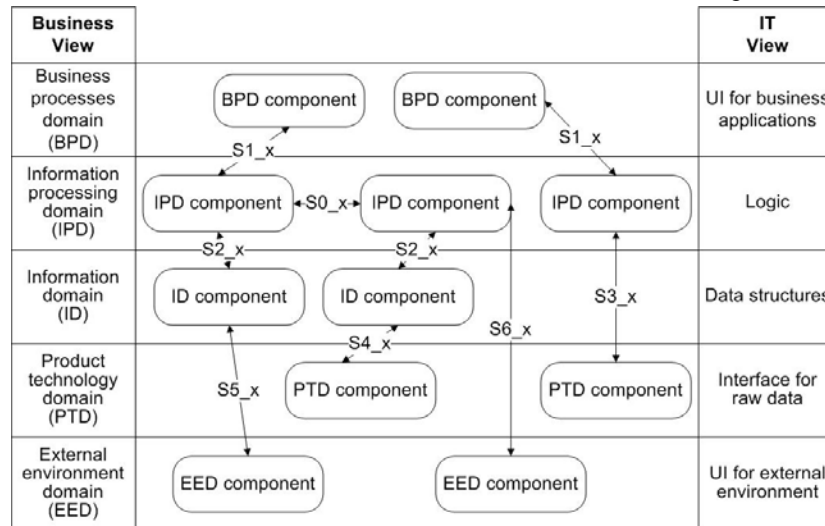 Business
View
IT
View
Business
processes
domain
(BPD)
BPD component
BPD component
UI for business
applications
S1_x
S1_x
Information
processing
domain
(IPD)
IPD component
S0_x
IPD component
IPD component
Logic
S2_x
S2_x
Information
domain
(ID)
ID component
ID component
S3_x
Data structures
S6_x
S4_x
Product
technology
domain
(PTD)
S5_x
PTD component
PTD component
Interface for
raw data
External
environment
domain
(EED)
EED component
EED component
UI for external
environment